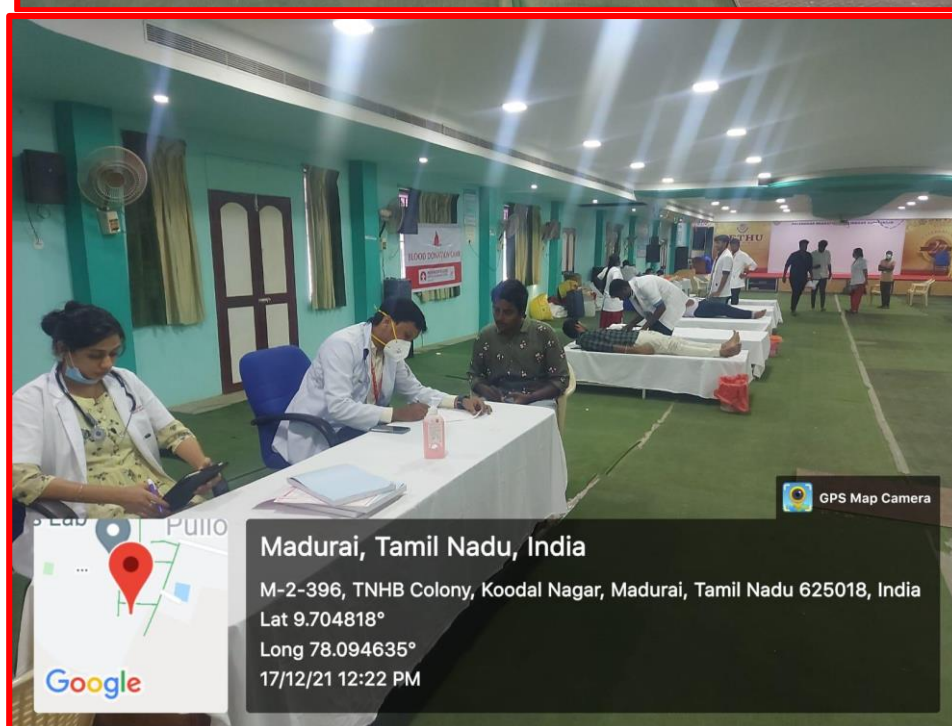 BLOOD DONATION CAMP
GPS Map Camera
Pullo
Madurai, Tamil Nadu, India
M-2-396, TNHB Colony, Koodal Nagar, Madurai, Tamil Nadu 625018, India
Lat 9.704818°
Long 78.094635°
17/12/21 12:22 PM
Google